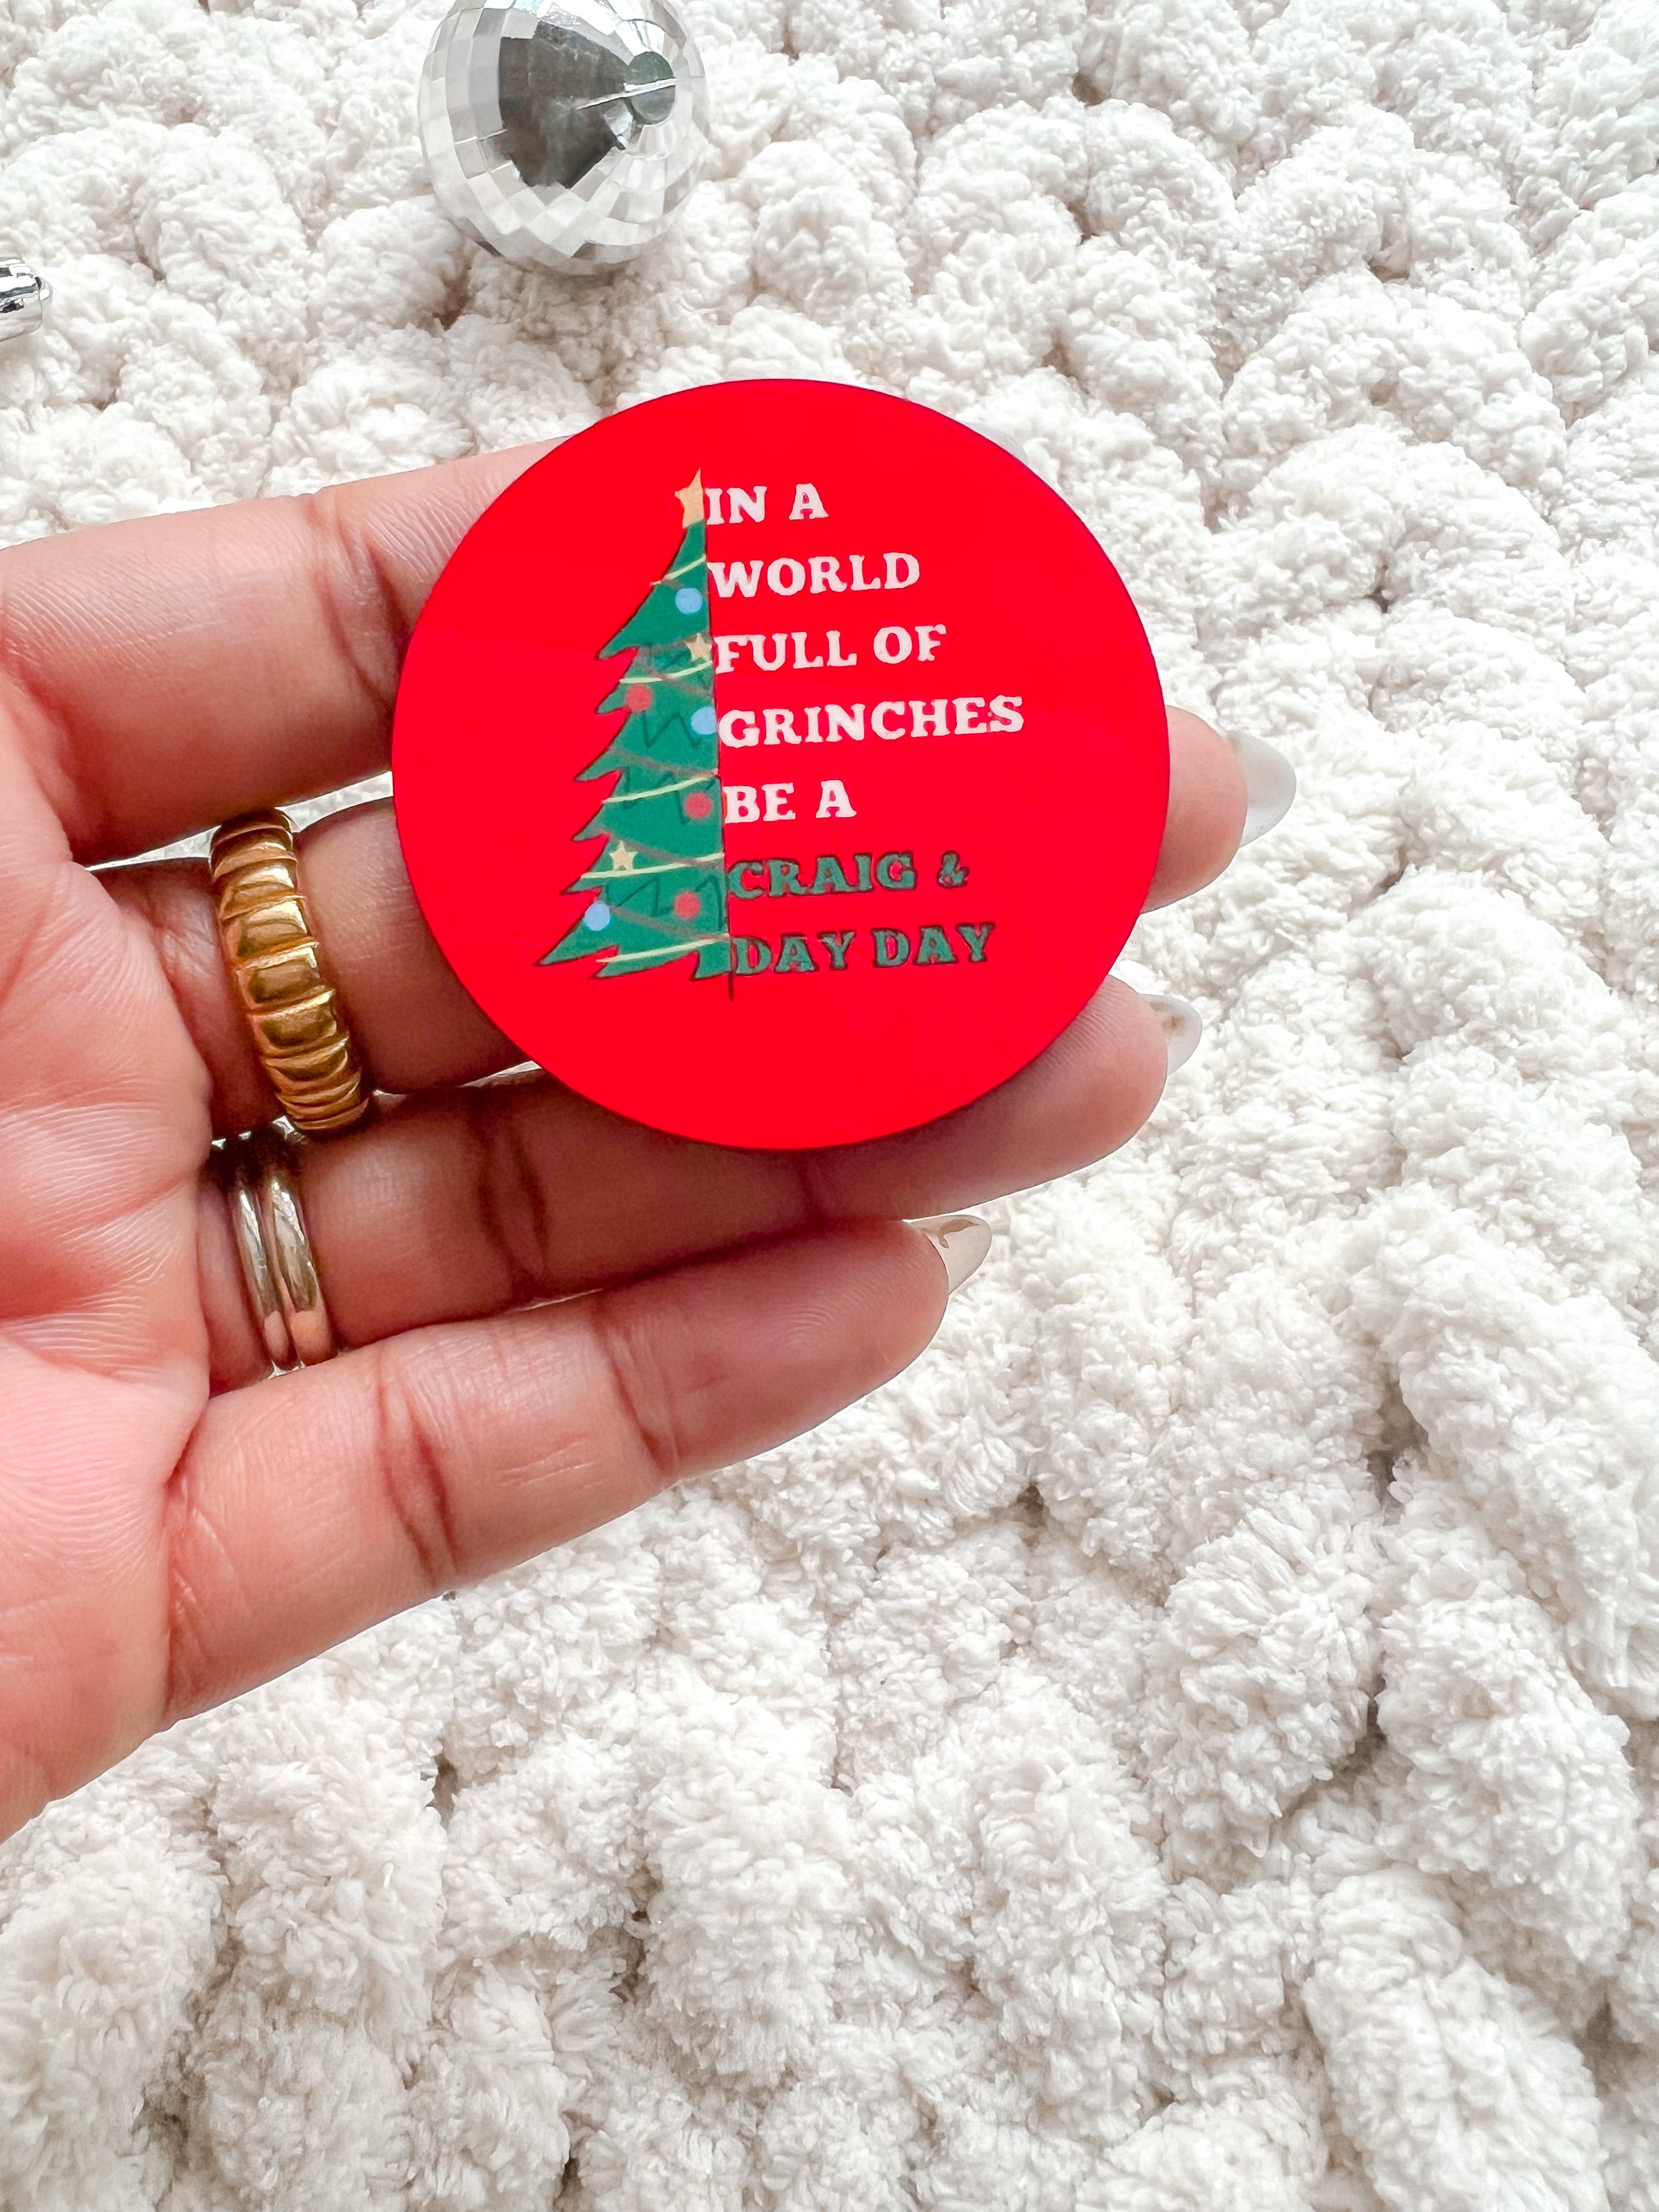 IN A
WORLD
FULL OF
GRINCHES
BE A
CRAIG &
DAY DAY